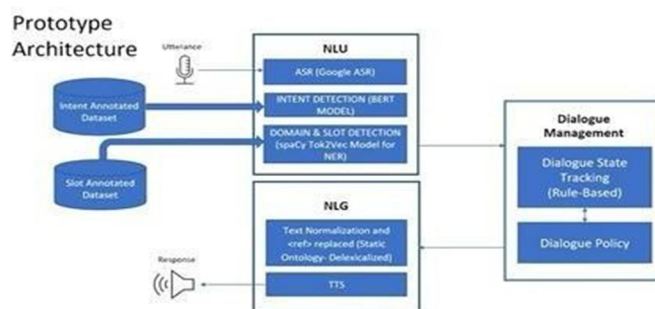 Prototype
Architecture
Utterance
NLU
ASR (Google ASR)
INTENT DETECTION (BERT
MODEL)
DOMAIN & SLOT DETECTION
(spaCy Tok2Vec Model for
NER)
Intent Annotated
Dataset
Slot Annotated
Dataset
Dialogue
Management
Dialogue State
Tracking
(Rule-Based)
Dialogue Policy
NLG
Text Normalization and
<ref> replaced (Static
Ontology- Delexicalized)
TTS
Response